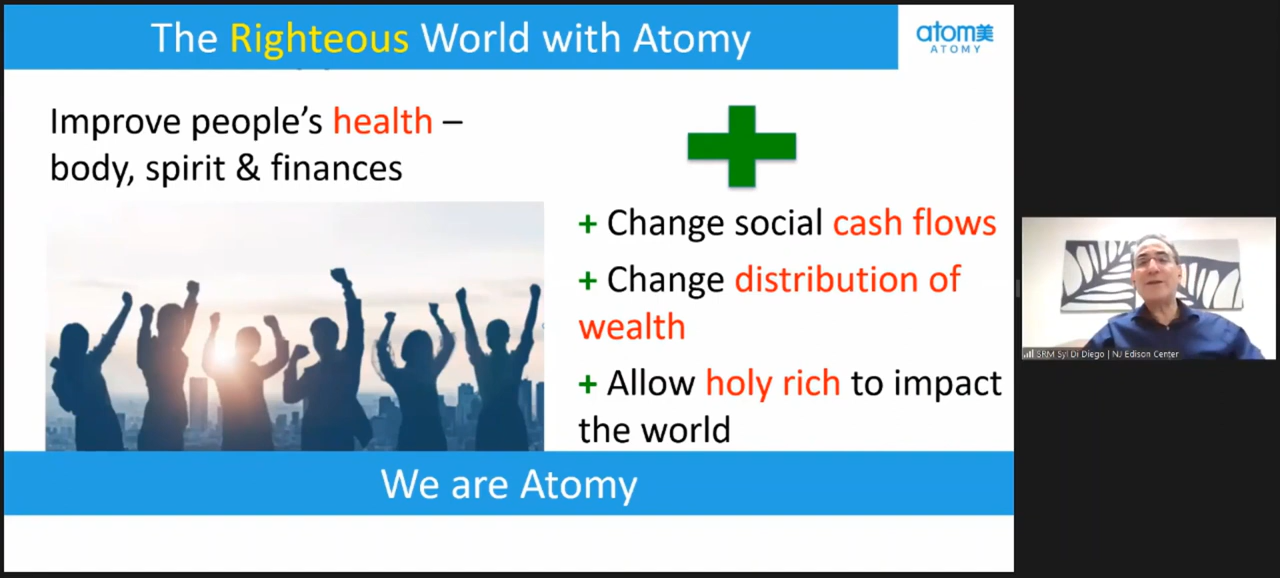 The Righteous World with Atomy
atom美
ATOMY
Improve people's health –
body, spirit & finances
+ Change social cash flows
+ Change distribution of
wealth
+ Allow holy rich to impact
the world
We are Atomy
SRM Syl Di Diego | NJ Edison Center